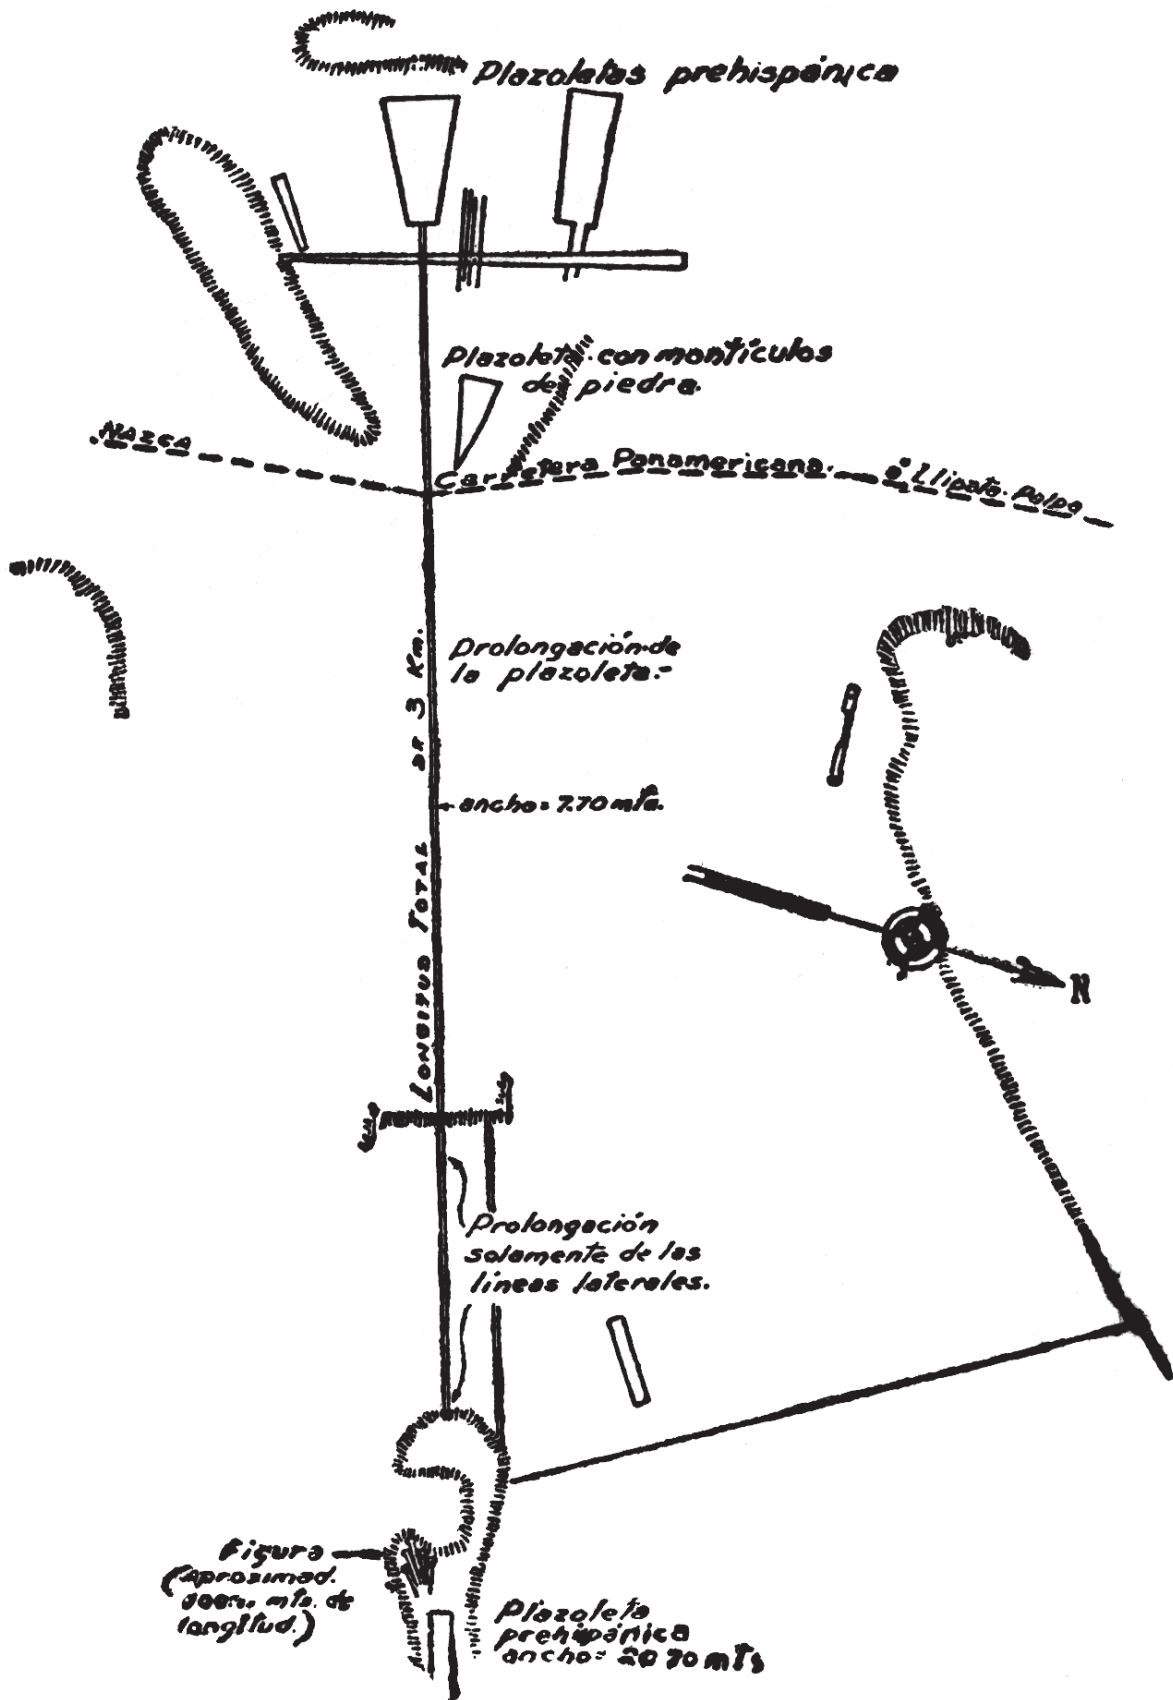 Plazoletas prehispánica
Plazoleta con montículos
de piedra.
NAZCA
Carretera Panamericana.
a Llipata. Palpa
Prolongación de
la plazoleta.-
LONGITUD TOTAL DE 3 Km.
ancho = 7.70 mts.
N
Prolongación
solamente de las
líneas laterales.
Figura
(Aproximad.
mts. de
longitud.)
Plazoleta
prehipánica
ancho = 20 70 mts